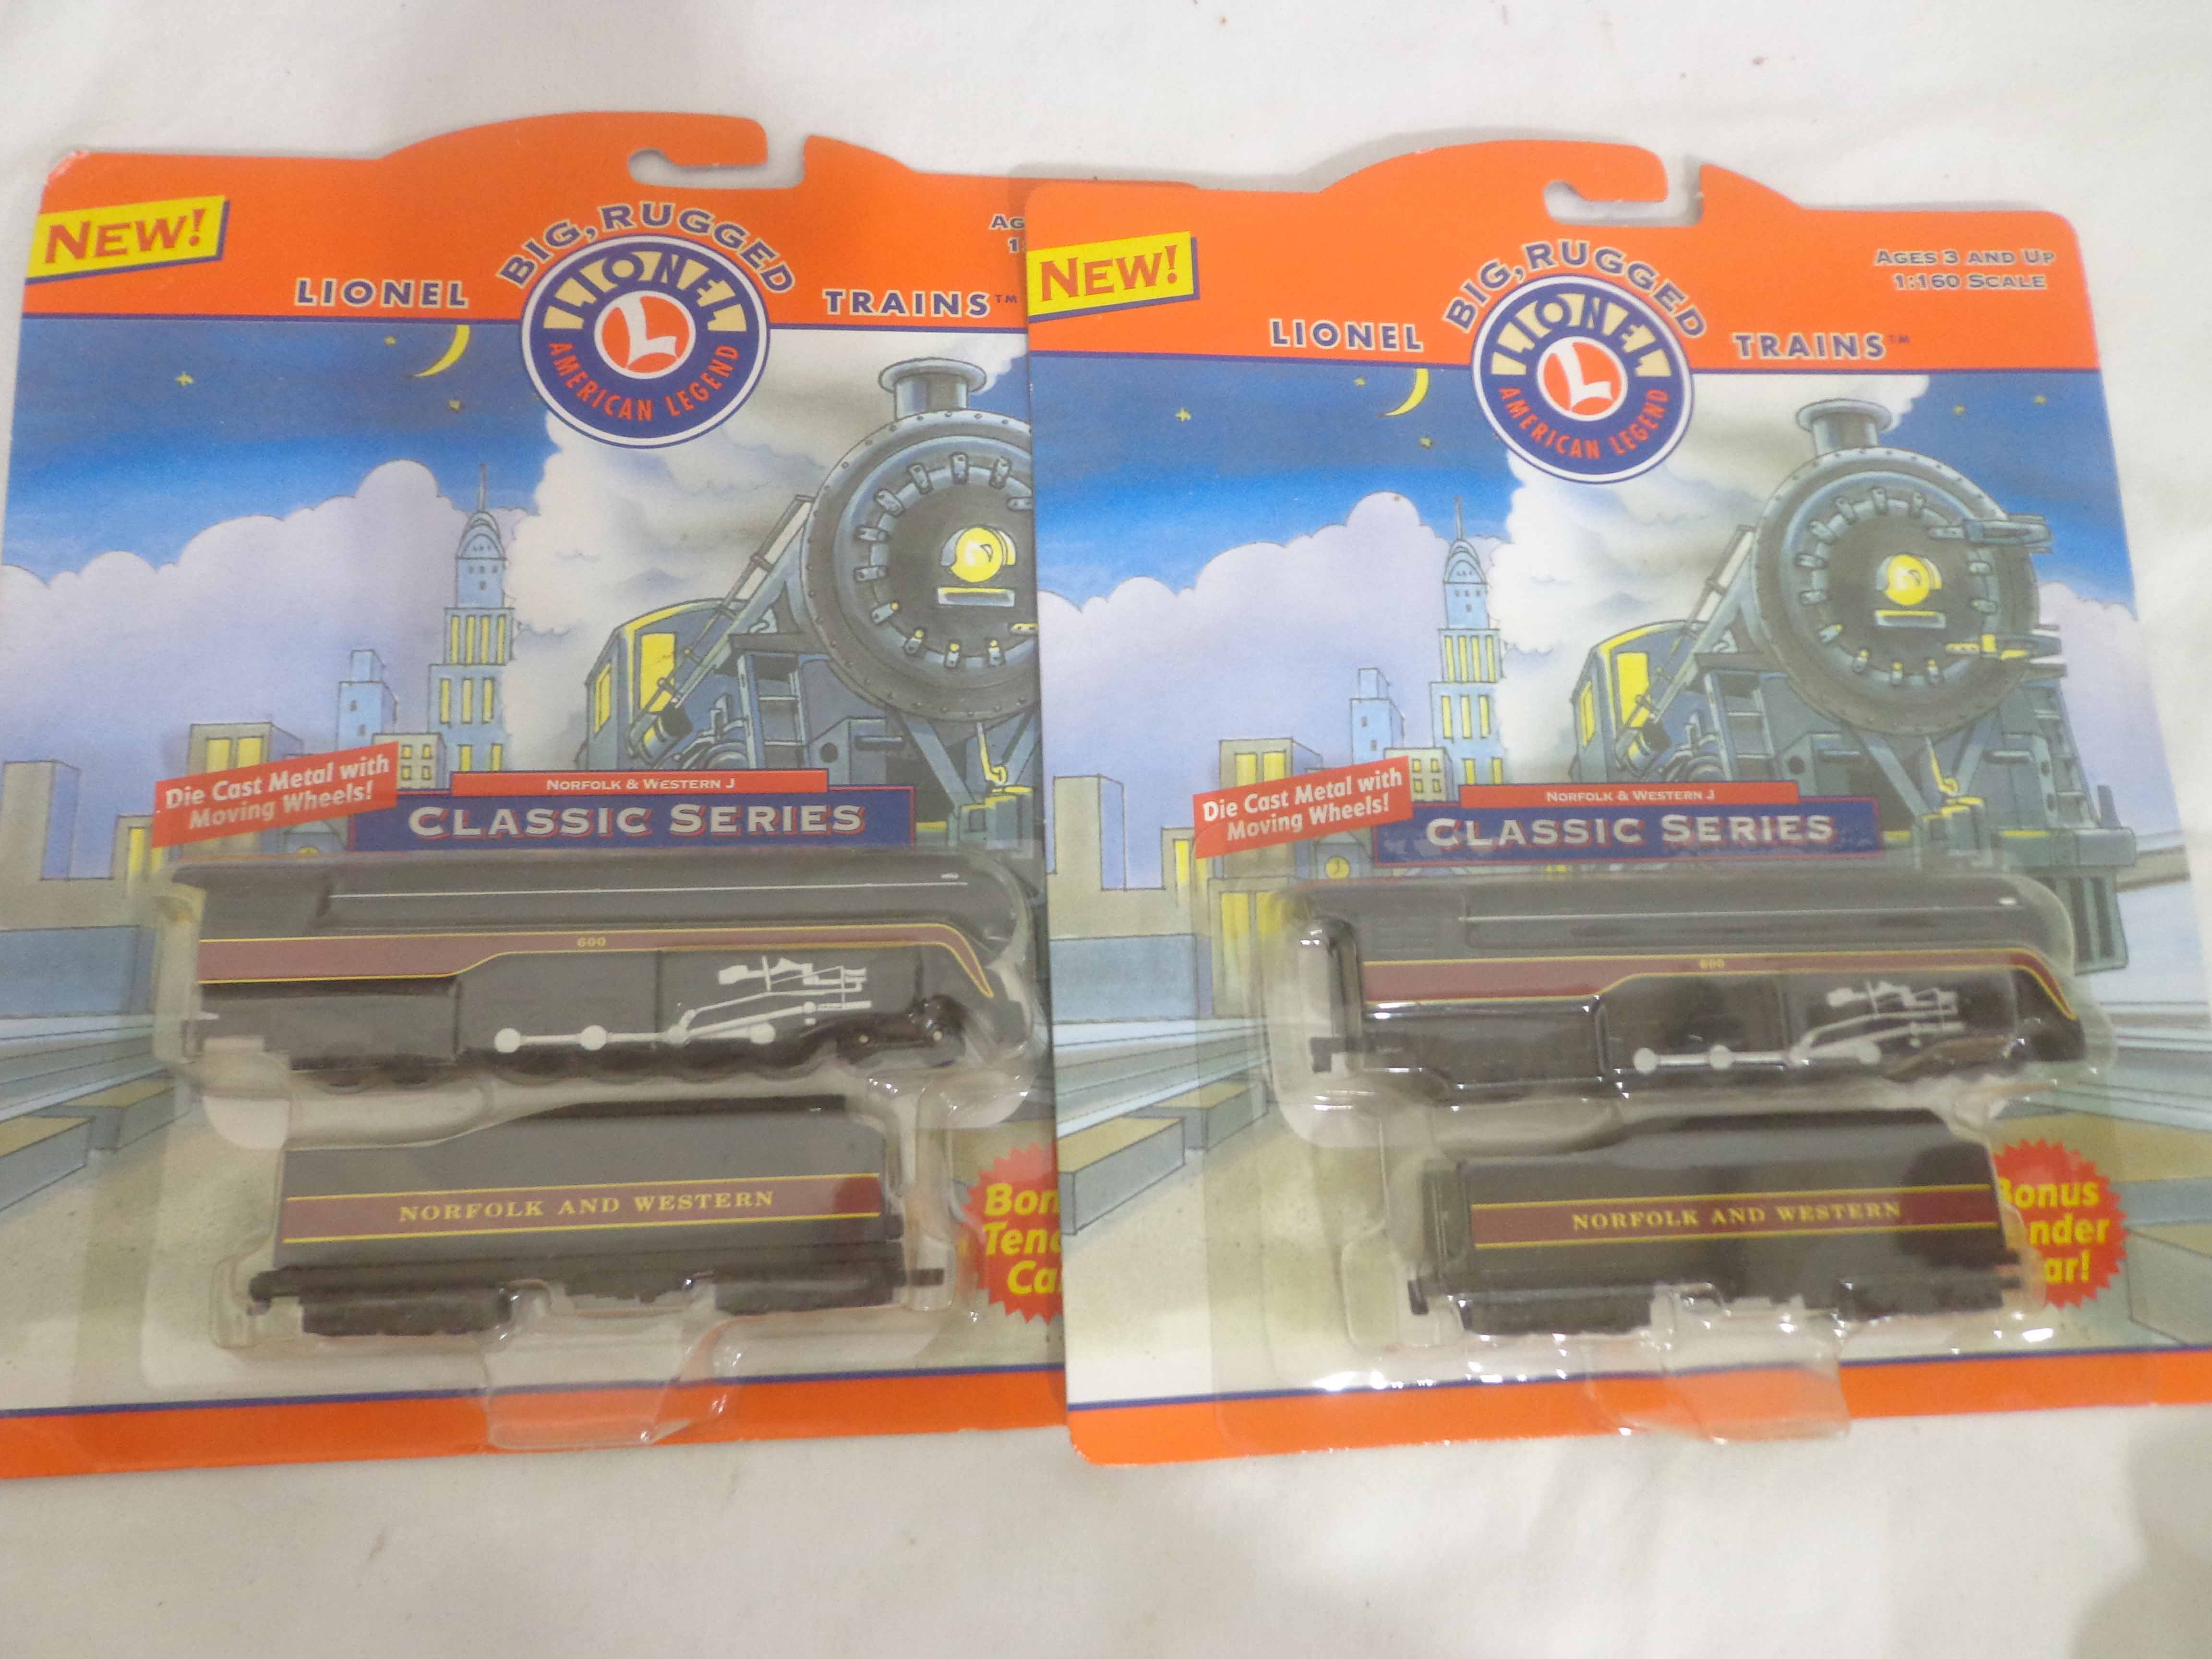 NEW!
BIG, RUGGED
LIONEL TRAINS™
LIONEL
L
AMERICAN LEGEND
Die Cast Metal with
Moving Wheels!
NORFOLK & WESTERN J
CLASSIC SERIES
600
NORFOLK AND WESTERN
NEW!
BIG, RUGGED
LIONEL TRAINS™
AGES 3 AND UP
1:160 SCALE
LIONEL
L
AMERICAN LEGEND
Die Cast Metal with
Moving Wheels!
NORFOLK & WESTERN J
CLASSIC SERIES
600
NORFOLK AND WESTERN